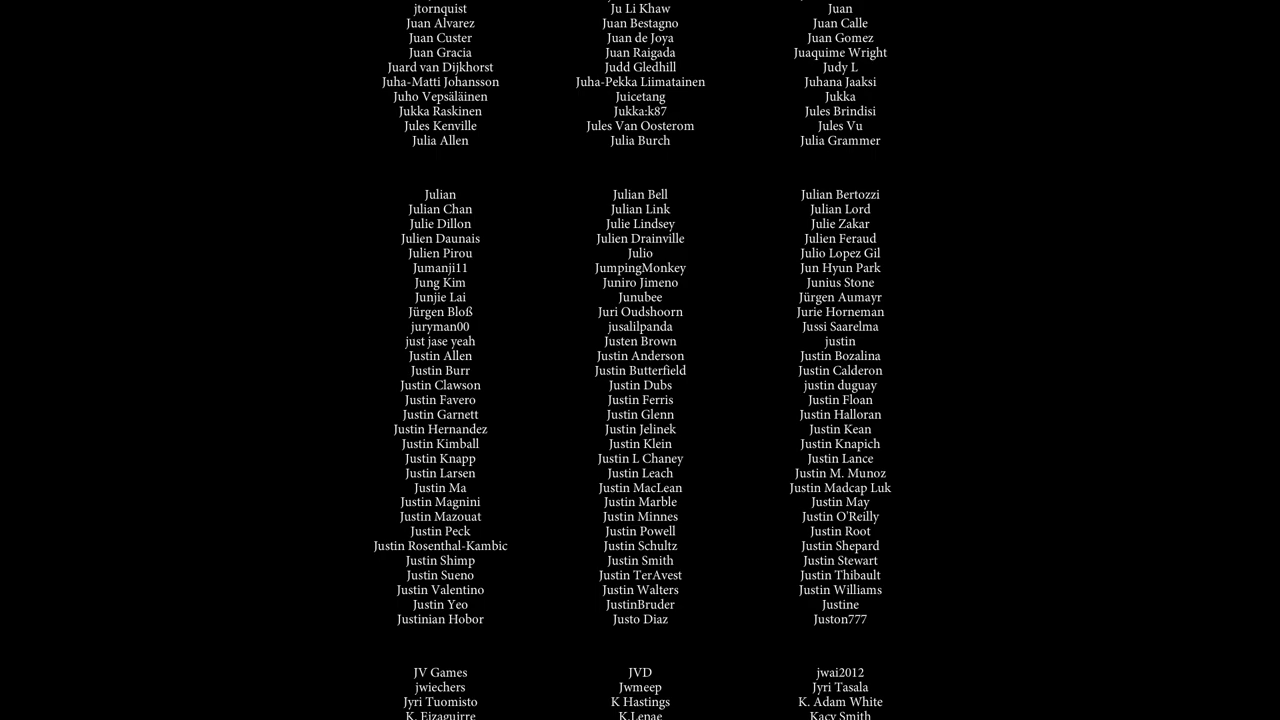 jtornquist Ju Li Khaw Juan
Juan Alvarez Juan Bestagno Juan Calle
Juan Custer Juan de Joya Juan Gomez
Juan Gracia Juan Raigada Juaquime Wright
Juard van Dijkhorst Judd Gledhill Judy L
Juha-Matti Johansson Juha-Pekka Liimatainen Juhana Jaaksi
Juho Vepsäläinen Juicetang Jukka
Jukka Raskinen Jukka:k87 Jules Brindisi
Jules Kenville Jules Van Oosterom Jules Vu
Julia Allen Julia Burch Julia Grammer
Julian Julian Bell Julian Bertozzi
Julian Chan Julian Link Julian Lord
Julie Dillon Julie Lindsey Julie Zakar
Julien Daunais Julien Drainville Julien Feraud
Julien Pirou Julio Julio Lopez Gil
Jumanji11 JumpingMonkey Jun Hyun Park
Jung Kim Juniro Jimeno Junius Stone
Junjie Lai Junubee Jürgen Aumayr
Jürgen Bloß Juri Oudshoorn Jurie Horneman
juryman00 jusalilpanda Jussi Saarelma
just jase yeah Justen Brown justin
Justin Allen Justin Anderson Justin Bozalina
Justin Burr Justin Butterfield Justin Calderon
Justin Clawson Justin Dubs justin duguay
Justin Favero Justin Ferris Justin Floan
Justin Garnett Justin Glenn Justin Halloran
Justin Hernandez Justin Jelinek Justin Kean
Justin Kimball Justin Klein Justin Knapich
Justin Knapp Justin L Chaney Justin Lance
Justin Larsen Justin Leach Justin M. Munoz
Justin Ma Justin MacLean Justin Madcap Luk
Justin Magnini Justin Marble Justin May
Justin Mazouat Justin Minnes Justin O'Reilly
Justin Peck Justin Powell Justin Root
Justin Rosenthal-Kambic Justin Schultz Justin Shepard
Justin Shimp Justin Smith Justin Stewart
Justin Sueno Justin TerAvest Justin Thibault
Justin Valentino Justin Walters Justin Williams
Justin Yeo JustinBruder Justine
Justinian Hobor Justo Diaz Juston777
JV Games JVD jwai2012
jwiechers Jwmeep Jyri Tasala
Jyri Tuomisto K Hastings K. Adam White
K. Eizaguirre K.Lenae Kacy Smith